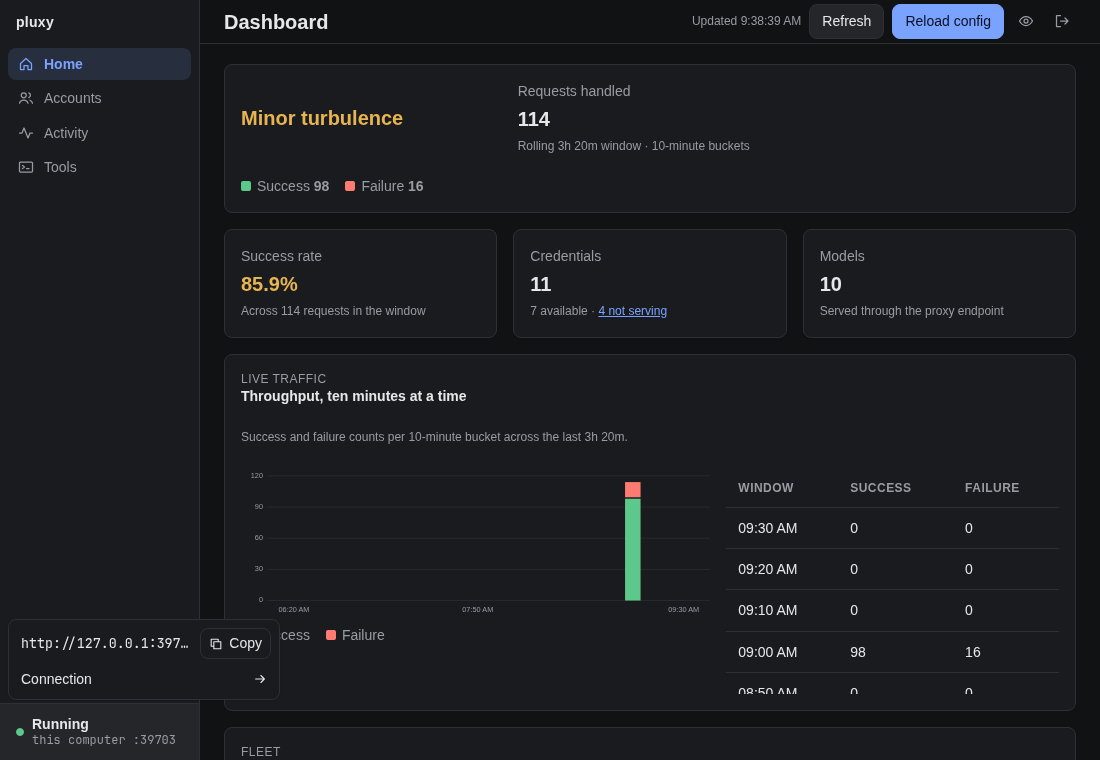 pluxy
Home
Accounts
Activity
Tools
Dashboard
Updated 9:38:39 AM
Refresh
Reload config
Minor turbulence
Requests handled
114
Rolling 3h 20m window · 10-minute buckets
Success 98
Failure 16
Success rate
85.9%
Across 114 requests in the window
Credentials
11
7 available · 4 not serving
Models
10
Served through the proxy endpoint
LIVE TRAFFIC
Throughput, ten minutes at a time
Success and failure counts per 10-minute bucket across the last 3h 20m.
120
90
60
30
0
06:20 AM 07:50 AM 09:30 AM
cess Failure
WINDOW SUCCESS FAILURE
09:30 AM 0 0
09:20 AM 0 0
09:10 AM 0 0
09:00 AM 98 16
08:50 AM 0 0
FLEET
http://127.0.0.1:397…
Copy
Connection
Running
this computer :39703